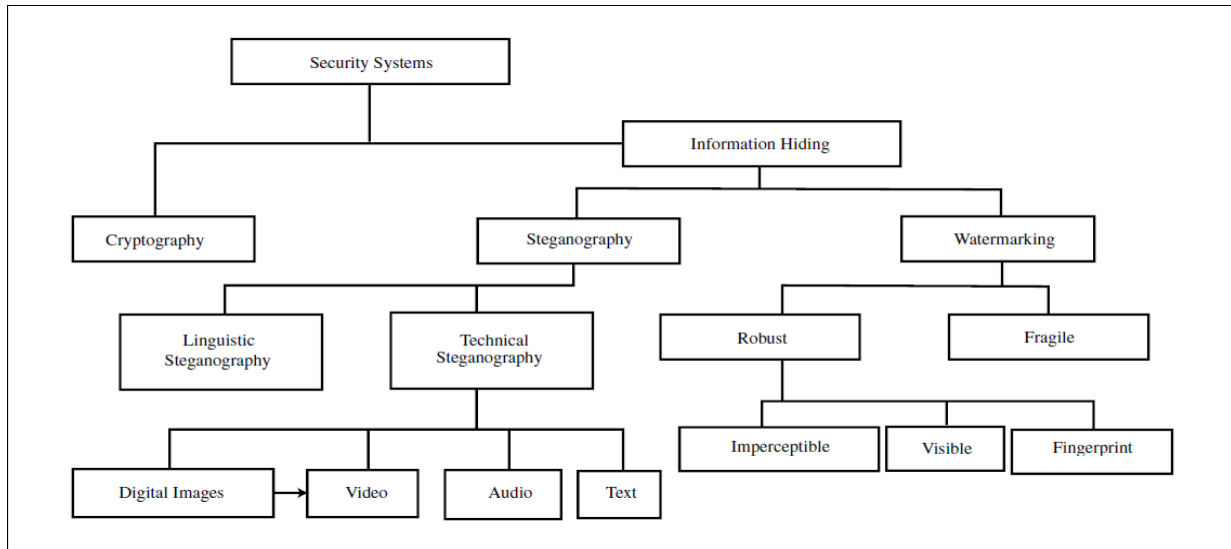 Security Systems
Information Hiding
Cryptography
Steganography
Watermarking
Linguistic
Steganography
Technical
Steganography
Robust
Fragile
Imperceptible
Visible
Fingerprint
Digital Images
Video
Audio
Text